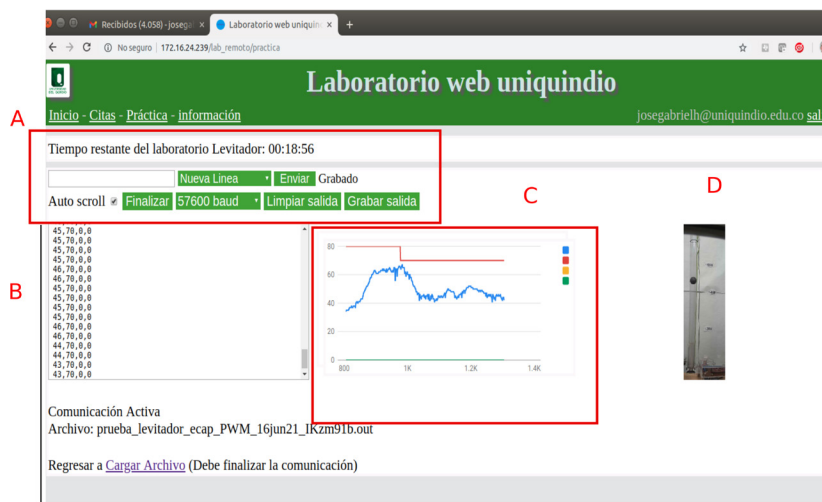 Recibidos (4.058) - josega
Laboratorio web uniquin
No seguro | 172.16.24.239/lab_remoto/practica
Laboratorio web uniquindio
A
Inicio - Citas - Práctica - información
josegabrielh@uniquindio.edu.co sal
Tiempo restante del laboratorio Levitador: 00:18:56
Nueva Linea Enviar Grabado
Auto scroll Finalizar 57600 baud Limpiar salida Grabar salida
C
D
B
45,70,0,0
45,70,0,0
45,70,0,0
45,70,0,0
46,70,0,0
46,70,0,0
45,70,0,0
45,70,0,0
45,70,0,0
45,70,0,0
46,70,0,0
46,70,0,0
44,70,0,0
44,70,0,0
43,70,0,0
43,70,0,0
80
60
40
20
0
800 1K 1.2K 1.4K
Comunicación Activa
Archivo: prueba_levitador_ecap_PWM_16jun21_IKzm91b.out
Regresar a Cargar Archivo (Debe finalizar la comunicación)